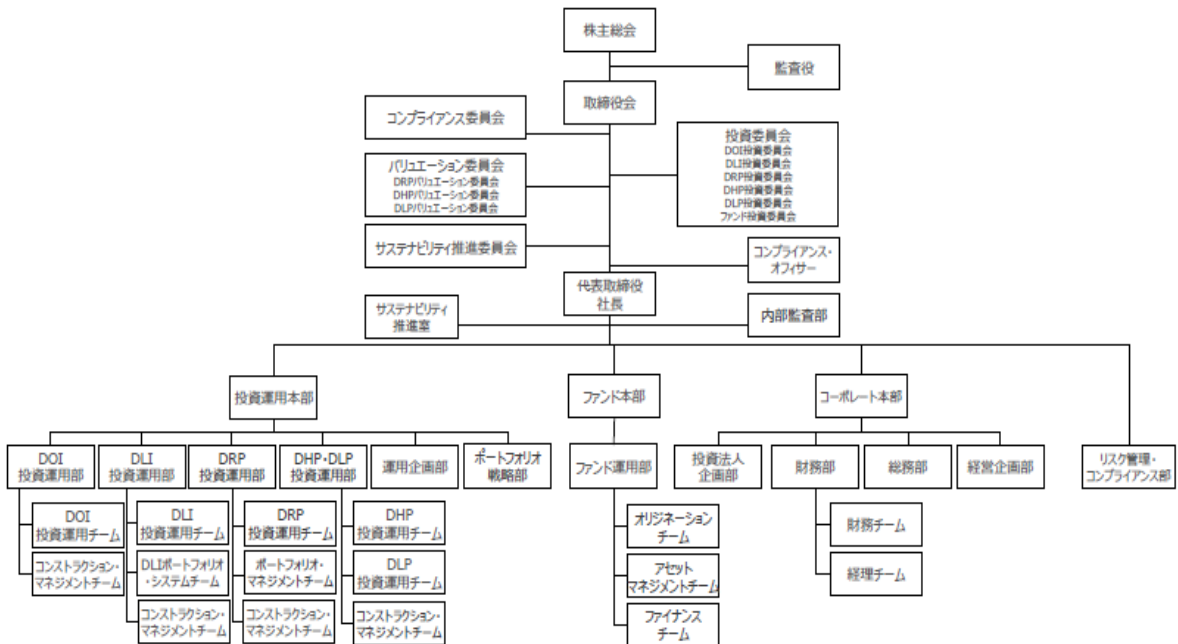 株主総会
監査役
取締役会
コンプライアンス委員会
投資委員会
DOI投資委員会
DLI投資委員会
DRP投資委員会
DHP投資委員会
DLP投資委員会
ファンド投資委員会
バリュエーション委員会
DRPバリュエーション委員会
DHPバリュエーション委員会
DLPバリュエーション委員会
サステナビリティ推進委員会
コンプライアンス・
オフィサー
代表取締役
社長
サステナビリティ
推進室
内部監査部
投資運用本部
ファンド本部
コーポレート本部
DOI
投資運用部
DLI
投資運用部
DRP
投資運用部
DHP・DLP
投資運用部
運用企画部
ポートフォリオ
戦略部
ファンド運用部
投資法人
企画部
財務部
総務部
経営企画部
リスク管理・
コンプライアンス部
DOI
投資運用チーム
コンストラクション・
マネジメントチーム
DLI
投資運用チーム
DLIポートフォリオ
・システムチーム
コンストラクション・
マネジメントチーム
DRP
投資運用チーム
ポートフォリオ・
マネジメントチーム
コンストラクション・
マネジメントチーム
DHP
投資運用チーム
DLP
投資運用チーム
コンストラクション・
マネジメントチーム
オリジネーション
チーム
アセット
マネジメントチーム
ファイナンス
チーム
財務チーム
経理チーム